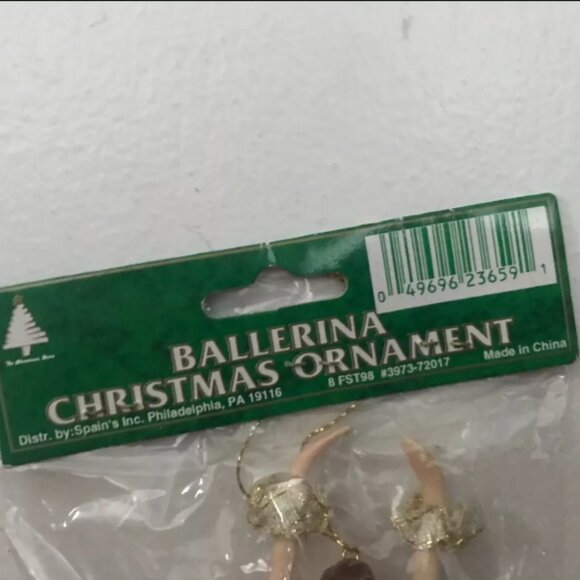 0 49696 23659 1
BALLERINA
CHRISTMAS ORNAMENT
Distr. by:Spain's Inc. Philadelphia, PA 19116
8 FST98 #3973-72017
Made in China